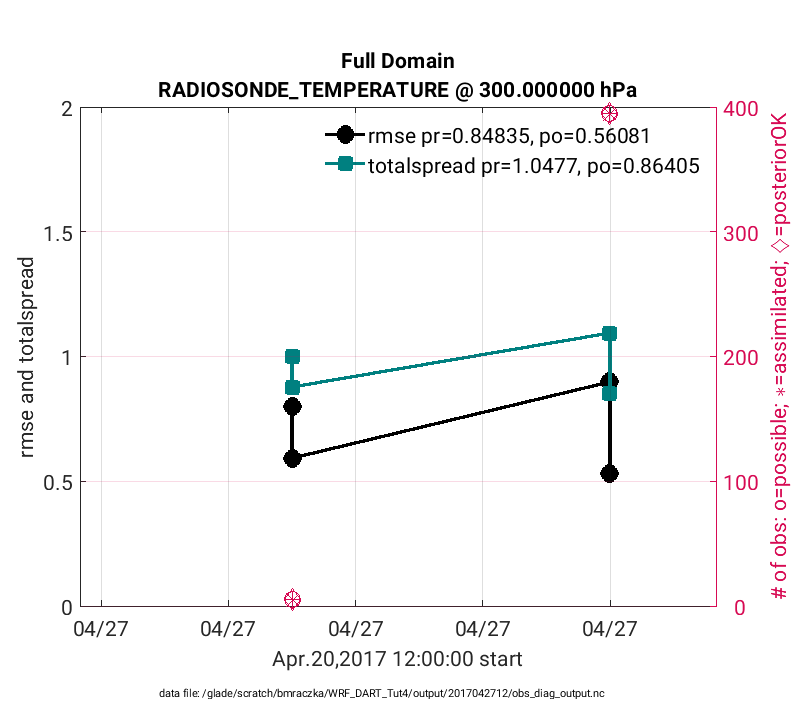 Full Domain
RADIOSONDE_TEMPERATURE @ 300.000000 hPa
rmse pr=0.84835, po=0.56081
totalspread pr=1.0477, po=0.86405
2
1.5
1
0.5
0
rmse and totalspread
400
300
200
100
0
# of obs: o=possible; *=assimilated; ◇=posteriorOK
04/27 04/27 04/27 04/27 04/27
Apr.20,2017 12:00:00 start
data file: /glade/scratch/bmraczka/WRF_DART_Tut4/output/2017042712/obs_diag_output.nc